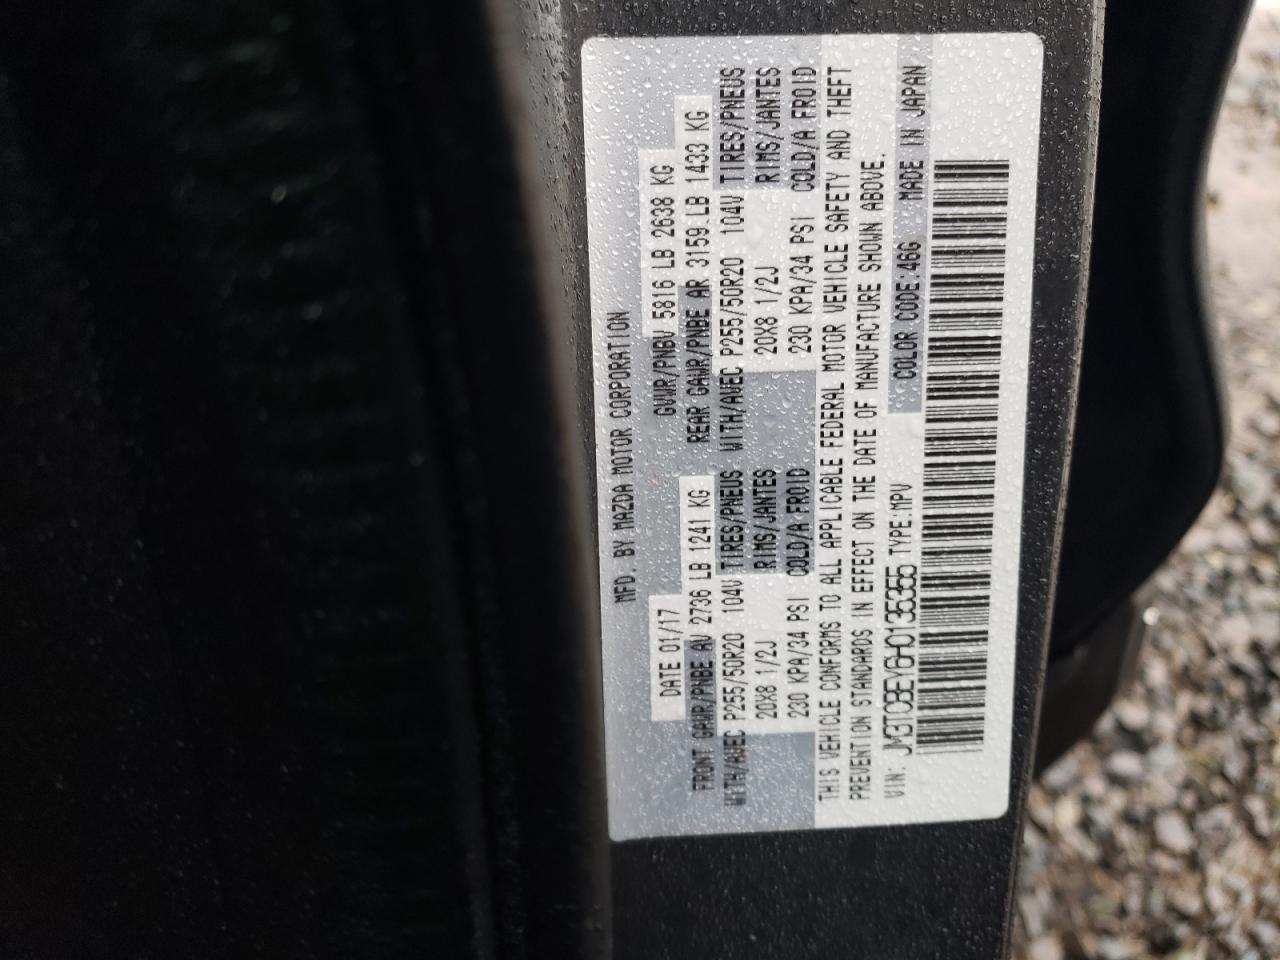 MFD. BY MAZDA MOTOR CORPORATION
DATE 01/17 GVWR/PNBV 5816 LB 2638 KG
FRONT GAWR/PNBE AV 2736 LB 1241 KG REAR GAWR/PNBE AR 3159 LB 1433 KG
WITH/AVEC P255/50R20 104V TIRES/PNEUS WITH/AVEC P255/50R20 104V TIRES/PNEUS
20X8 1/2J RIMS/JANTES 20X8 1/2J RIMS/JANTES
230 KPA/34 PSI COLD/A FROID 230 KPA/34 PSI COLD/A FROID
THIS VEHICLE CONFORMS TO ALL APPLICABLE FEDERAL MOTOR VEHICLE SAFETY AND THEFT
PREVENTION STANDARDS IN EFFECT ON THE DATE OF MANUFACTURE SHOWN ABOVE.
VIN: JM3TCBEY6H0135355 TYPE:MPV COLOR CODE:46G MADE IN JAPAN